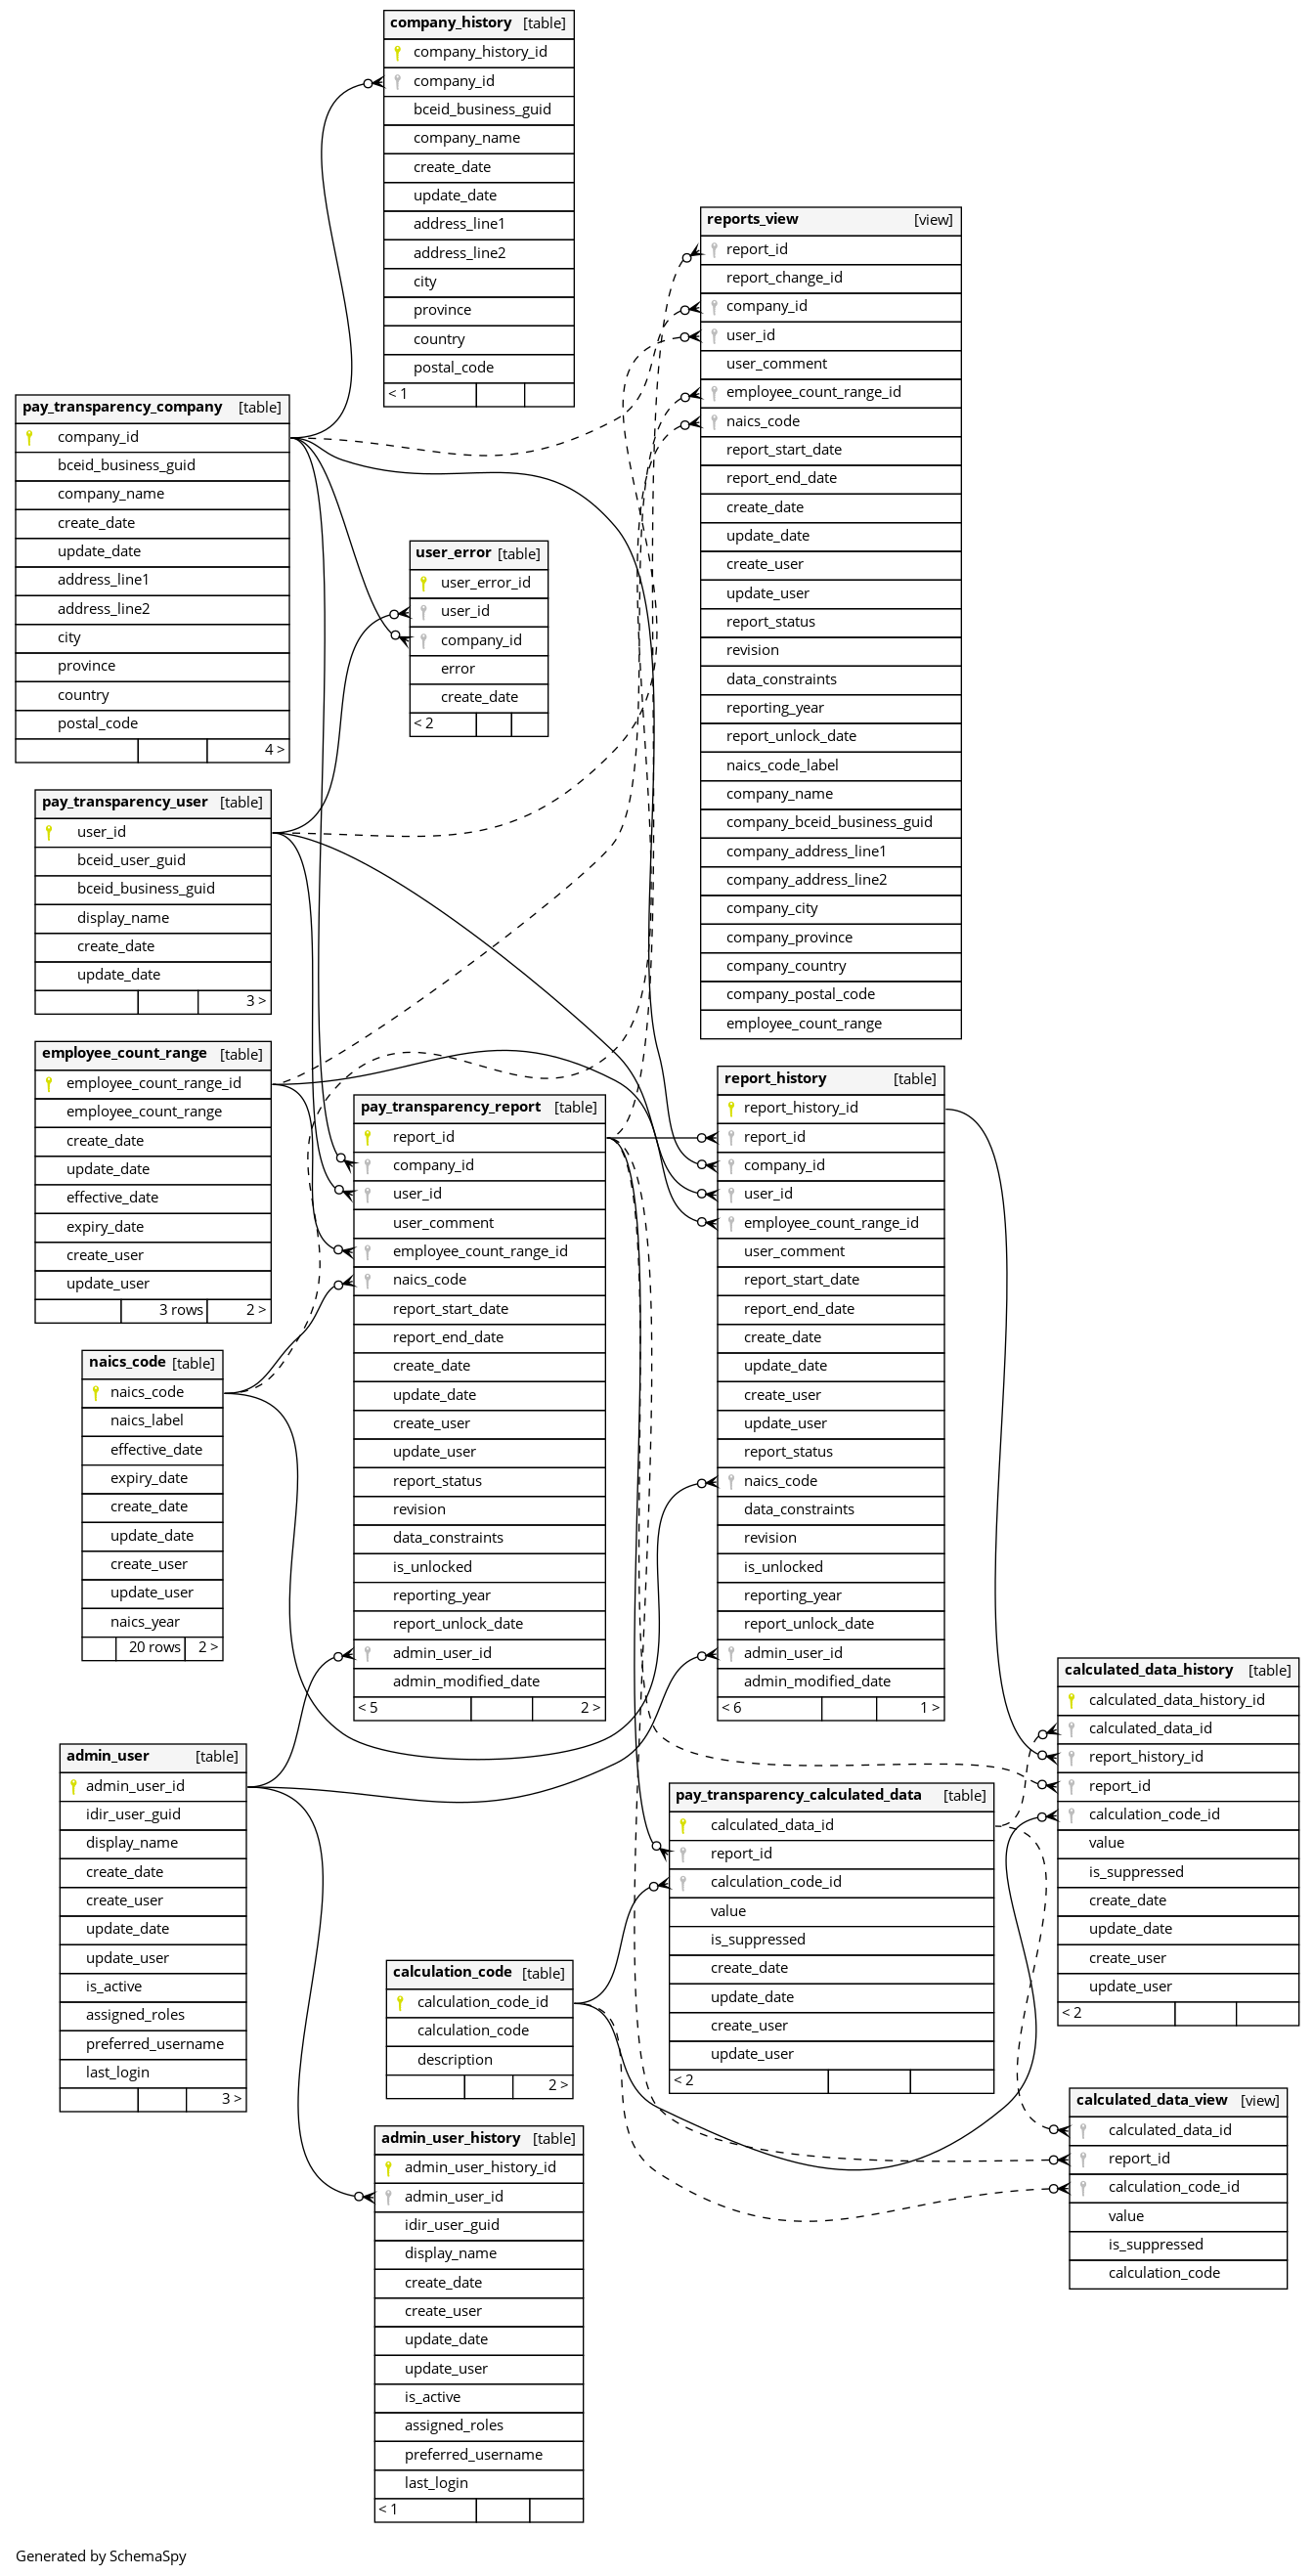 company_history [table]
company_history_id
company_id
bceid_business_guid
company_name
create_date
update_date
address_line1
address_line2
city
province
country
postal_code
< 1
reports_view [view]
report_id
report_change_id
company_id
user_id
user_comment
employee_count_range_id
naics_code
report_start_date
report_end_date
create_date
update_date
create_user
update_user
report_status
revision
data_constraints
reporting_year
report_unlock_date
naics_code_label
company_name
company_bceid_business_guid
company_address_line1
company_address_line2
company_city
company_province
company_country
company_postal_code
employee_count_range
pay_transparency_company [table]
company_id
bceid_business_guid
company_name
create_date
update_date
address_line1
address_line2
city
province
country
postal_code
4 >
user_error [table]
user_error_id
user_id
company_id
error
create_date
< 2
pay_transparency_user [table]
user_id
bceid_user_guid
bceid_business_guid
display_name
create_date
update_date
3 >
employee_count_range [table]
employee_count_range_id
employee_count_range
create_date
update_date
effective_date
expiry_date
create_user
update_user
3 rows 2 >
pay_transparency_report [table]
report_id
company_id
user_id
user_comment
employee_count_range_id
naics_code
report_start_date
report_end_date
create_date
update_date
create_user
update_user
report_status
revision
data_constraints
is_unlocked
reporting_year
report_unlock_date
admin_user_id
admin_modified_date
< 5 2 >
report_history [table]
report_history_id
report_id
company_id
user_id
employee_count_range_id
user_comment
report_start_date
report_end_date
create_date
update_date
create_user
update_user
report_status
naics_code
data_constraints
revision
is_unlocked
reporting_year
report_unlock_date
admin_user_id
admin_modified_date
< 6 1 >
naics_code [table]
naics_code
naics_label
effective_date
expiry_date
create_date
update_date
create_user
update_user
naics_year
20 rows 2 >
calculated_data_history [table]
calculated_data_history_id
calculated_data_id
report_history_id
report_id
calculation_code_id
value
is_suppressed
create_date
update_date
create_user
update_user
< 2
admin_user [table]
admin_user_id
idir_user_guid
display_name
create_date
create_user
update_date
update_user
is_active
assigned_roles
preferred_username
last_login
3 >
pay_transparency_calculated_data [table]
calculated_data_id
report_id
calculation_code_id
value
is_suppressed
create_date
update_date
create_user
update_user
< 2
calculation_code [table]
calculation_code_id
calculation_code
description
2 >
calculated_data_view [view]
calculated_data_id
report_id
calculation_code_id
value
is_suppressed
calculation_code
admin_user_history [table]
admin_user_history_id
admin_user_id
idir_user_guid
display_name
create_date
create_user
update_date
update_user
is_active
assigned_roles
preferred_username
last_login
< 1
Generated by SchemaSpy